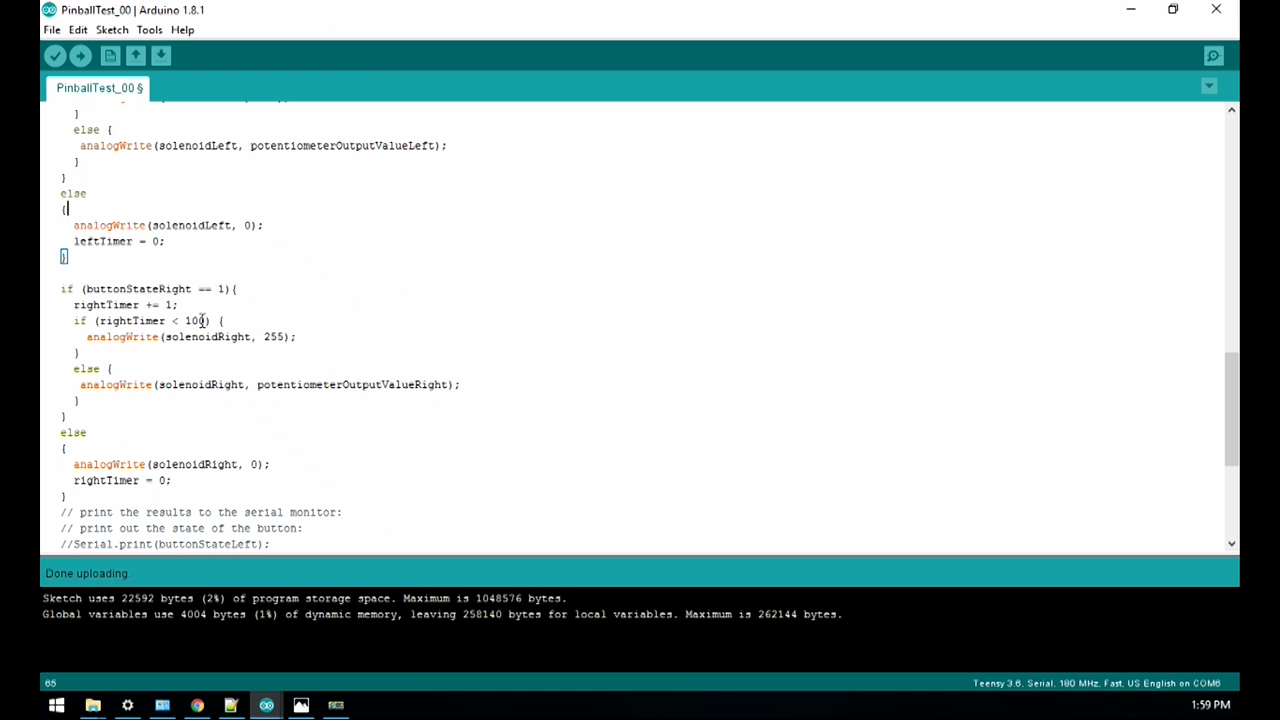 PinballTest_00 | Arduino 1.8.1
File Edit Sketch Tools Help
PinballTest_00 §
}
else {
analogWrite(solenoidLeft, potentiometerOutputValueLeft);
}
}
else
{
analogWrite(solenoidLeft, 0);
leftTimer = 0;
}
if (buttonStateRight == 1){
rightTimer += 1;
if (rightTimer < 100) {
analogWrite(solenoidRight, 255);
}
else {
analogWrite(solenoidRight, potentiometerOutputValueRight);
}
}
else
{
analogWrite(solenoidRight, 0);
rightTimer = 0;
}
// print the results to the serial monitor:
// print out the state of the button:
//Serial.print(buttonStateLeft);
Done uploading.
Sketch uses 22592 bytes (2%) of program storage space. Maximum is 1048576 bytes.
Global variables use 4004 bytes (1%) of dynamic memory, leaving 258140 bytes for local variables. Maximum is 262144 bytes.
65
Teensy 3.6, Serial, 180 MHz, Fast, US English on COM6
1:59 PM